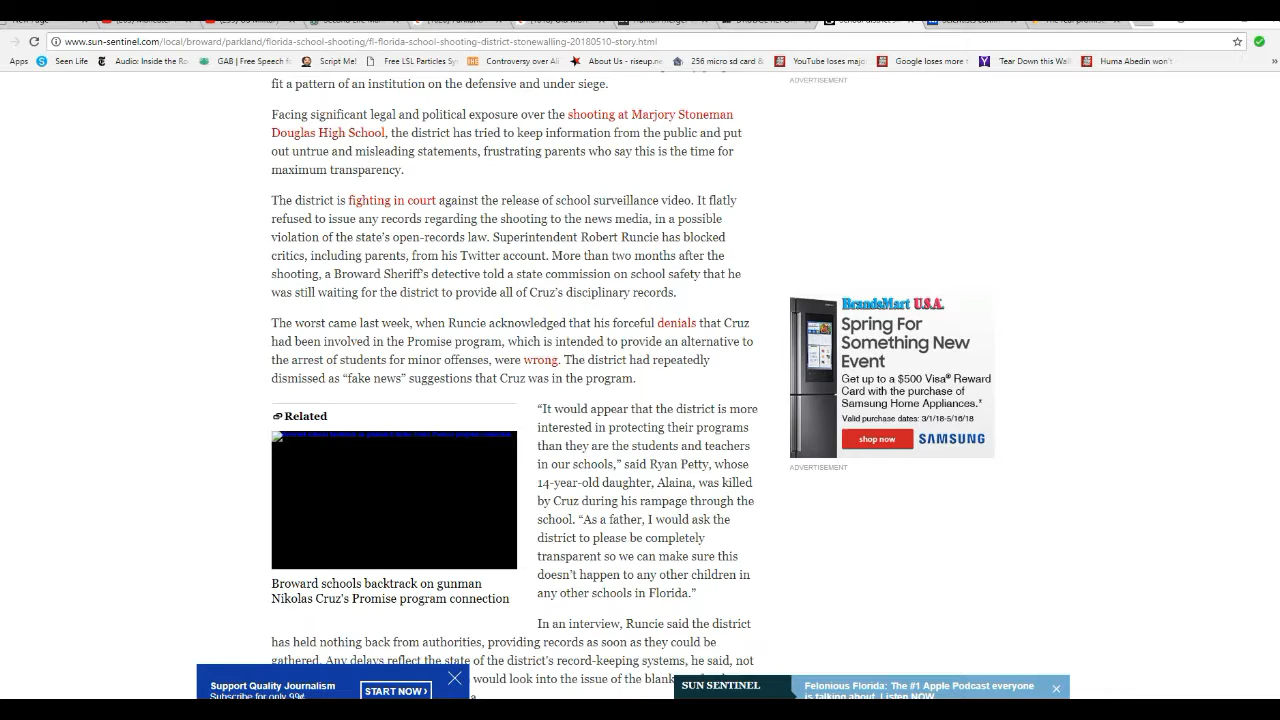 www.sun-sentinel.com/local/broward/parkland/florida-school-shooting/fl-florida-school-shooting-district-stonewalling-20180510-story.html
Apps Seen Life Audio: Inside the Ro GAB | Free Speech f Script Me! Free LSL Particles Sy Controversy over Al About Us - riseup.ne 256 micro sd card & YouTube loses majo Google loses more t Tear Down this Wal Huma Abedin won't
fit a pattern of an institution on the defensive and under siege.
ADVERTISEMENT
Facing significant legal and political exposure over the shooting at Marjory Stoneman
Douglas High School, the district has tried to keep information from the public and put
out untrue and misleading statements, frustrating parents who say this is the time for
maximum transparency.
The district is fighting in court against the release of school surveillance video. It flatly
refused to issue any records regarding the shooting to the news media, in a possible
violation of the state's open-records law. Superintendent Robert Runcie has blocked
critics, including parents, from his Twitter account. More than two months after the
shooting, a Broward Sheriff's detective told a state commission on school safety that he
was still waiting for the district to provide all of Cruz's disciplinary records.
The worst came last week, when Runcie acknowledged that his forceful denials that Cruz
had been involved in the Promise program, which is intended to provide an alternative to
the arrest of students for minor offenses, were wrong. The district had repeatedly
dismissed as “fake news” suggestions that Cruz was in the program.
Related
Broward schools backtrack on gunman
Nikolas Cruz's Promise program connection
“It would appear that the district is more
interested in protecting their programs
than they are the students and teachers
in our schools,” said Ryan Petty, whose
14-year-old daughter, Alaina, was killed
by Cruz during his rampage through the
school. “As a father, I would ask the
district to please be completely
transparent so we can make sure this
doesn't happen to any other children in
any other schools in Florida.”
In an interview, Runcie said the district
has held nothing back from authorities, providing records as soon as they could be
gathered. Any delays reflect the state of the district's record-keeping systems, he said, not
would look into the issue of the blank
BrandsMart U.S.A.
Spring For
Something New
Event
Get up to a $500 Visa® Reward
Card with the purchase of
Samsung Home Appliances.*
Valid purchase dates: 3/1/18-5/16/18
shop now SAMSUNG
ADVERTISEMENT
Support Quality Journalism
Subscribe for only 99¢
START NOW ›
SUN SENTINEL
Felonious Florida: The #1 Apple Podcast everyone
is talking about. Listen NOW